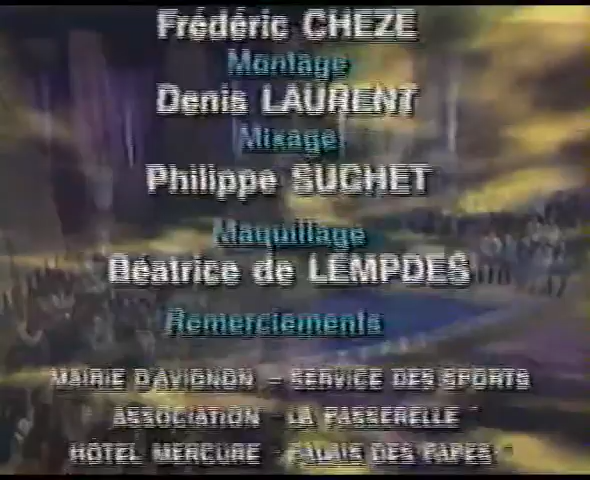 Frédéric CHEZE
Montage
Denis LAURENT
Mixage
Philippe SUCHET
Maquillage
Béatrice de LEMPDES
Remerciements
MAIRIE D'AVIGNON - SERVICE DES SPORTS
ASSOCIATION " LA PASSERELLE "
HÔTEL MERCURE " PALAIS DES PAPES "